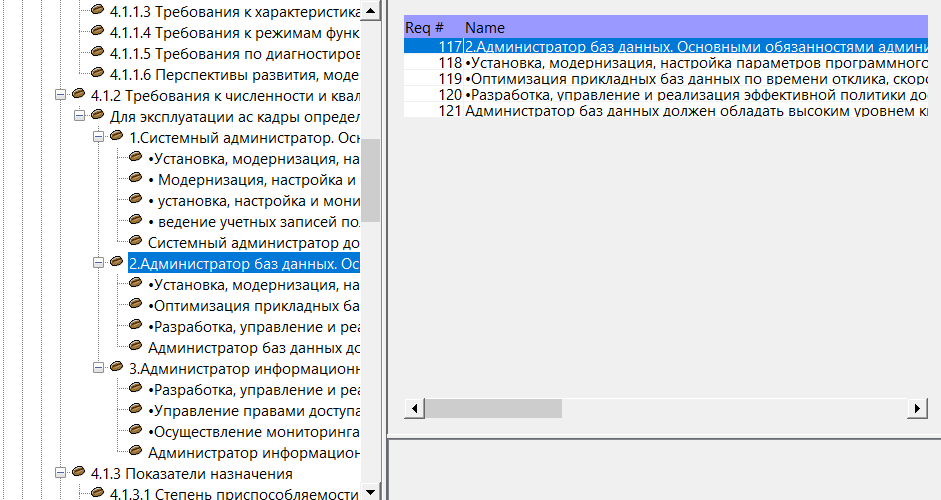 4.1.1.3 Требования к характеристика
4.1.1.4 Требования к режимам функ
4.1.1.5 Требования по диагностиров
4.1.1.6 Перспективы развития, моде
4.1.2 Требования к численности и квал
Для эксплуатации ас кадры определ
1.Системный администратор. Осн
•Установка, модернизация, на
• Модернизация, настройка и
• установка, настройка и мони
• ведение учетных записей по
Системный администратор до
2.Администратор баз данных. Ос
•Установка, модернизация, на
•Оптимизация прикладных ба
•Разработка, управление и реа
Администратор баз данных до
3.Администратор информационн
•Разработка, управление и реа
•Управление правами доступа
•Осуществление мониторинга
Администратор информацион
4.1.3 Показатели назначения
4.1.3.1 Степень приспособляемости
Req # Name
117 2.Администратор баз данных. Основными обязанностями админи
118 •Установка, модернизация, настройка параметров программного
119 •Оптимизация прикладных баз данных по времени отклика, скоро
120 •Разработка, управление и реализация эффективной политики до
121 Администратор баз данных должен обладать высоким уровнем к